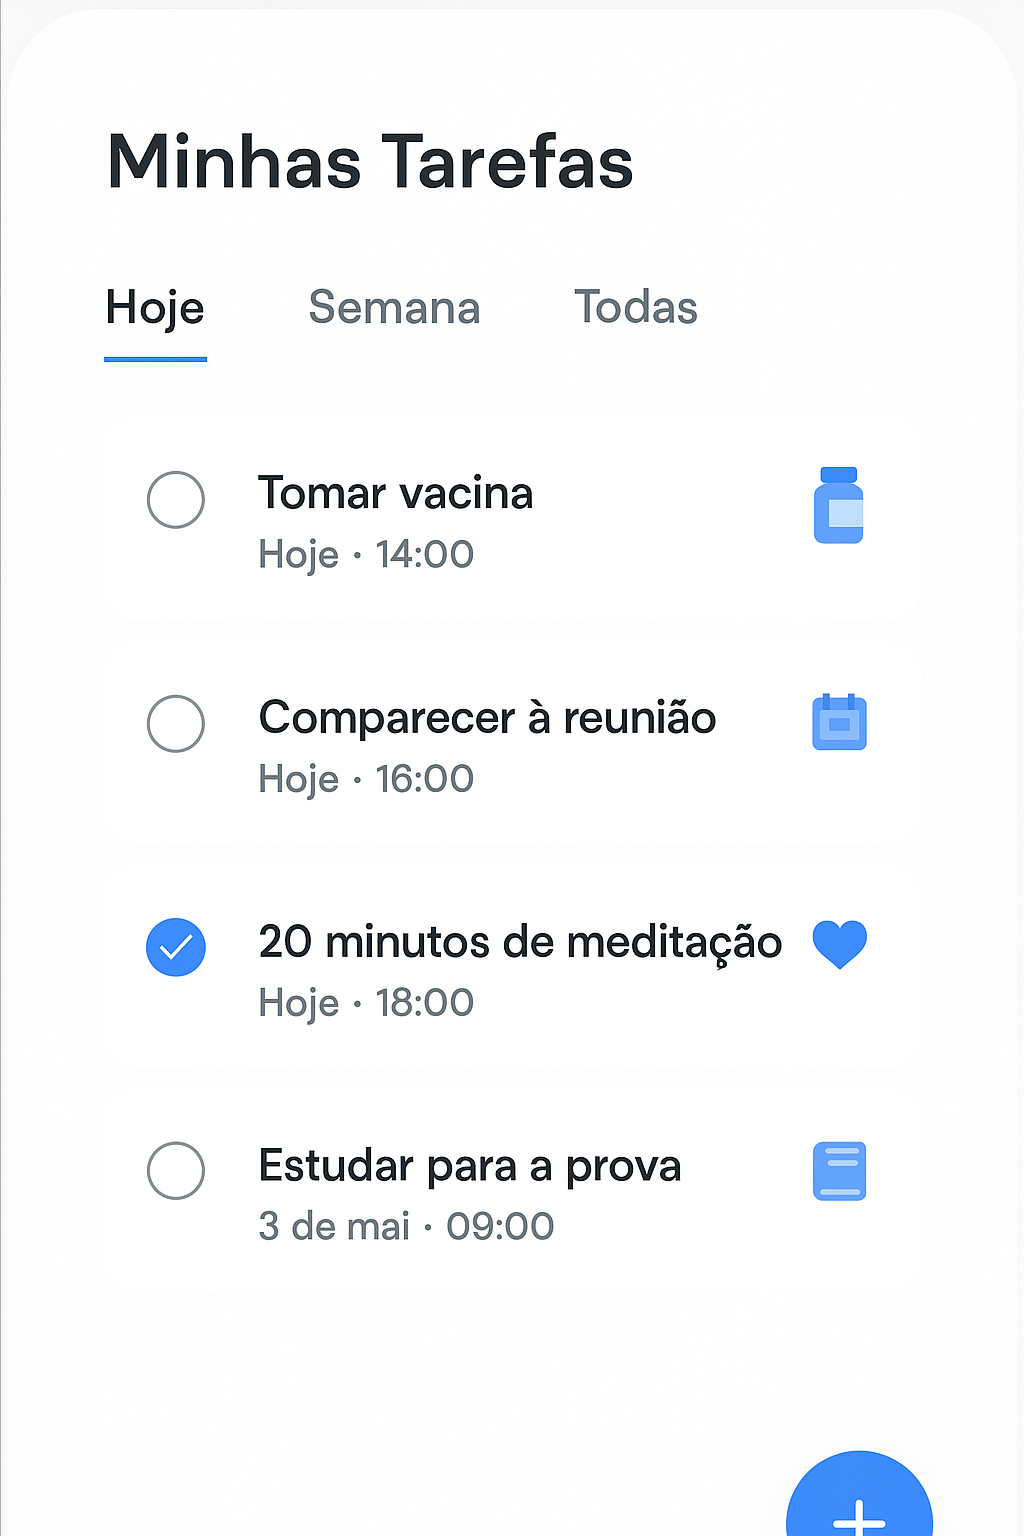 Minhas Tarefas
Hoje Semana Todas
Tomar vacina
Hoje · 14:00
Comparecer à reunião
Hoje · 16:00
20 minutos de meditação
Hoje · 18:00
Estudar para a prova
3 de mai · 09:00